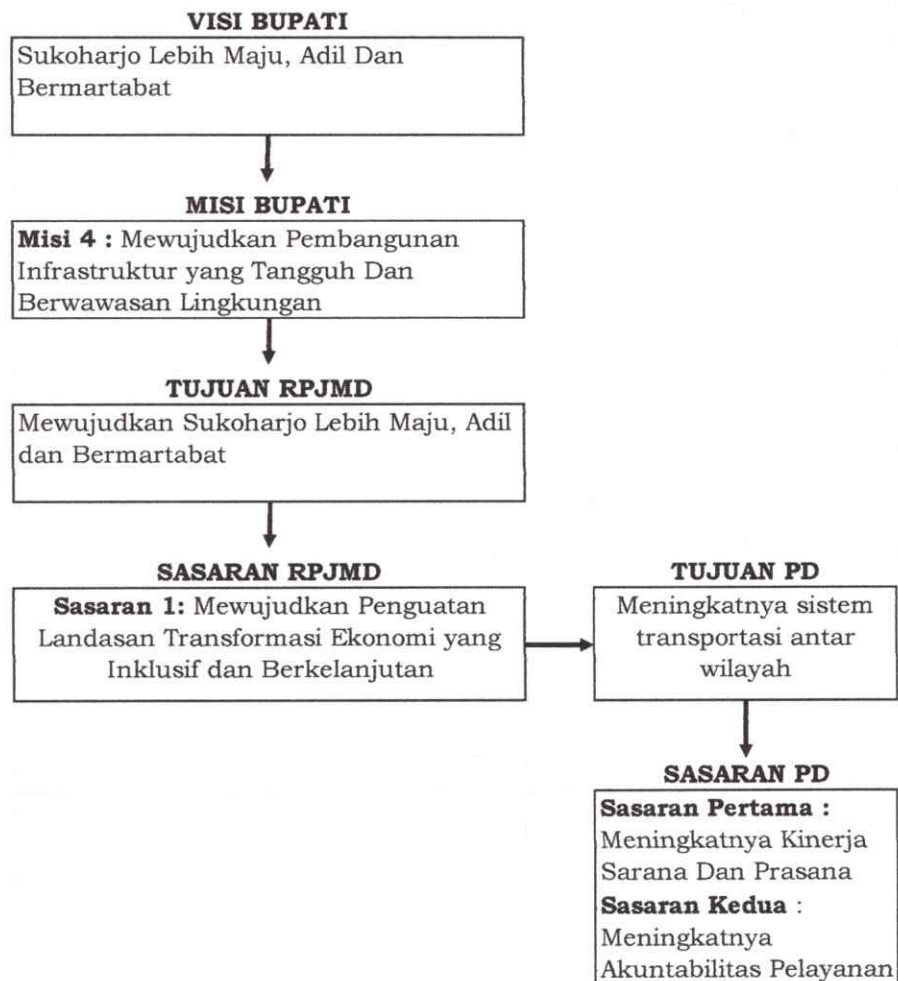 VISI BUPATI
Sukoharjo Lebih Maju, Adil Dan
Bermartabat
MISI BUPATI
Misi 4 : Mewujudkan Pembangunan
Infrastruktur yang Tangguh Dan
Berwawasan Lingkungan
TUJUAN RPJMD
Mewujudkan Sukoharjo Lebih Maju, Adil
dan Bermartabat
SASARAN RPJMD
Sasaran 1: Mewujudkan Penguatan
Landasan Transformasi Ekonomi yang
Inklusif dan Berkelanjutan
TUJUAN PD
Meningkatnya sistem
transportasi antar
wilayah
SASARAN PD
Sasaran Pertama :
Meningkatnya Kinerja
Sarana Dan Prasana
Sasaran Kedua :
Meningkatnya
Akuntabilitas Pelayanan